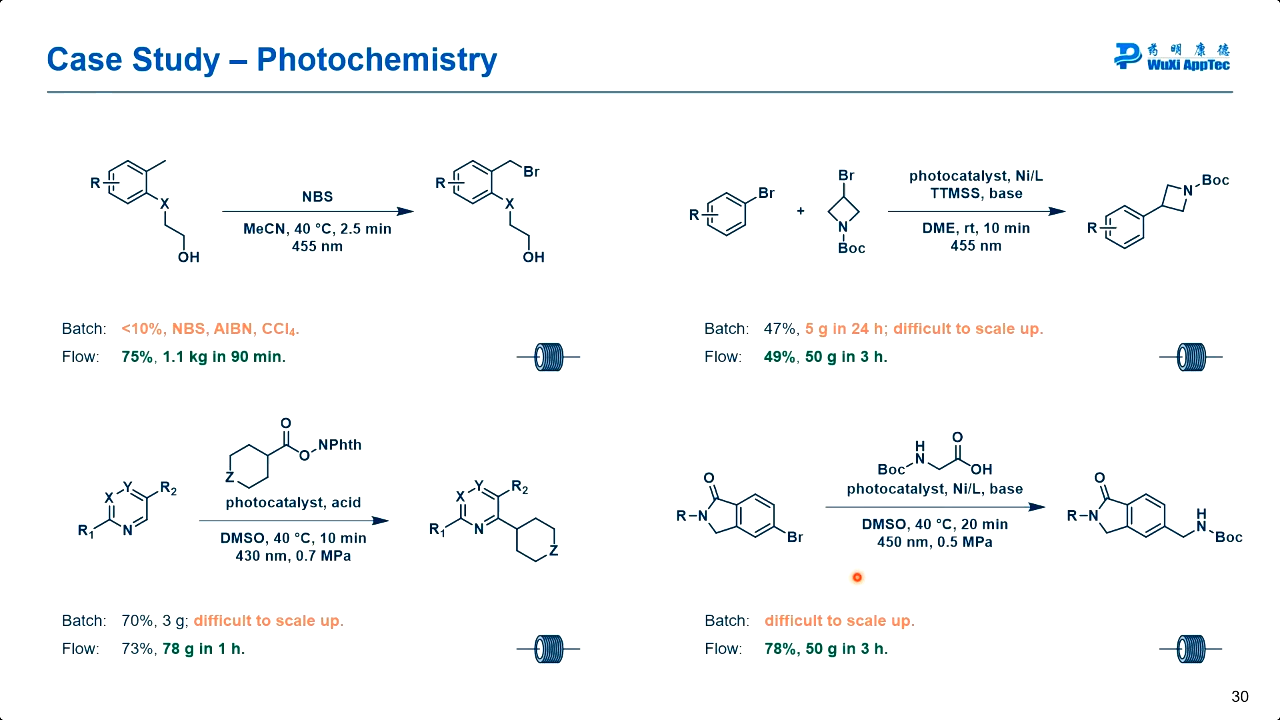 Case Study – Photochemistry
药 明 康 德
WuXi AppTec
R
X
OH
NBS
MeCN, 40 °C, 2.5 min
455 nm
R
Br
X
OH
Batch: <10%, NBS, AIBN, CCl₄.
Flow: 75%, 1.1 kg in 90 min.
R
Br
+
Br
N
Boc
photocatalyst, Ni/L
TTMSS, base
DME, rt, 10 min
455 nm
R
N
Boc
Batch: 47%, 5 g in 24 h; difficult to scale up.
Flow: 49%, 50 g in 3 h.
R₁
X
Y
R₂
N
O
O
NPhth
Z
photocatalyst, acid
DMSO, 40 °C, 10 min
430 nm, 0.7 MPa
R₁
X
Y
R₂
N
Z
Batch: 70%, 3 g; difficult to scale up.
Flow: 73%, 78 g in 1 h.
O
R
N
Br
Boc
H
N
O
OH
photocatalyst, Ni/L, base
DMSO, 40 °C, 20 min
450 nm, 0.5 MPa
O
R
N
H
N
Boc
Batch: difficult to scale up.
Flow: 78%, 50 g in 3 h.
30